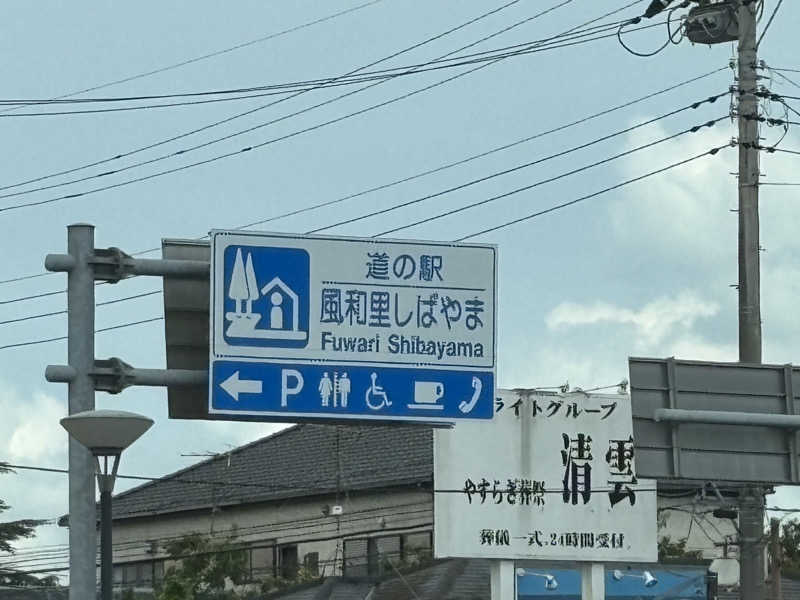 道の駅
風和里しばやま
Fuwari Shibayama
P
ライトグループ
やすらぎ葬祭 清雲
葬儀一式、24時間受付